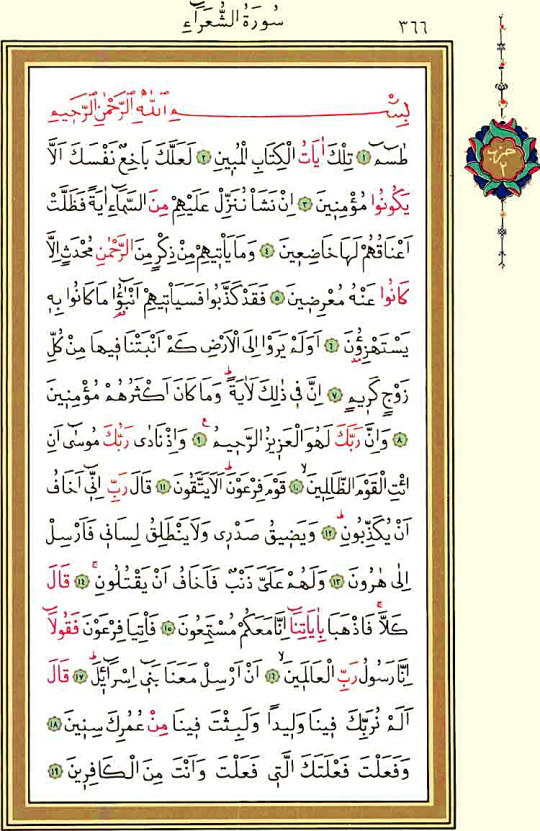 سُورَةُ الشُّعَرَاءِ
٣٦٦
بِسْمِ اللّٰهِ الرَّحْمٰنِ الرَّحٖيمِ
طٰسٓمٓ ﴿١﴾ تِلْكَ اٰيَاتُ الْكِتَابِ الْمُبٖينِ ﴿٢﴾ لَعَلَّكَ بَاخِعٌ نَفْسَكَ اَلَّا
يَكُونُوا مُؤْمِنٖينَ ﴿٣﴾ اِنْ نَشَأْ نُنَزِّلْ عَلَيْهِمْ مِنَ السَّمَٓاءِ اٰيَةً فَظَلَّتْ
اَعْنَاقُهُمْ لَهَا خَاضِعٖينَ ﴿٤﴾ وَمَا يَأْتٖيهِمْ مِنْ ذِكْرٍ مِنَ الرَّحْمٰنِ مُحْدَثٍ اِلَّا
كَانُوا عَنْهُ مُعْرِضٖينَ ﴿٥﴾ فَقَدْ كَذَّبُوا فَسَيَأْتٖيهِمْ اَنْبٰٓؤُا مَا كَانُوا بِهٖ
يَسْتَهْزِؤُ۫نَ ﴿٦﴾ اَوَلَمْ يَرَوْا اِلَى الْاَرْضِ كَمْ اَنْبَتْنَا فٖيهَا مِنْ كُلِّ
زَوْجٍ كَرٖيمٍ ﴿٧﴾ اِنَّ فٖي ذٰلِكَ لَاٰيَةًؕ وَمَا كَانَ اَكْثَرُهُمْ مُؤْمِنٖينَ
﴿٨﴾ وَاِنَّ رَبَّكَ لَهُوَ الْعَزٖيزُ الرَّحٖيمُ ﴿٩﴾ وَاِذْ نَادٰى رَبُّكَ مُوسٰٓى اَنِ
ائْتِ الْقَوْمَ الظَّالِمٖينَۙ ﴿١٠﴾ قَوْمَ فِرْعَوْنَؕ اَلَا يَتَّقُونَ ﴿١١﴾ قَالَ رَبِّ اِنّٖٓي اَخَافُ
اَنْ يُكَذِّبُونِؕ ﴿١٢﴾ وَيَضٖيقُ صَدْرٖي وَلَا يَنْطَلِقُ لِسَانٖي فَاَرْسِلْ
اِلٰى هٰرُونَ ﴿١٣﴾ وَلَهُمْ عَلَيَّ ذَنْبٌ فَاَخَافُ اَنْ يَقْتُلُونِۚ ﴿١٤﴾ قَالَ
كَلَّاۚ فَاذْهَبَا بِاٰيَاتِنَٓا اِنَّا مَعَكُمْ مُسْتَمِعُونَ ﴿١٥﴾ فَأْتِيَا فِرْعَوْنَ فَقُولَٓا
اِنَّا رَسُولُ رَبِّ الْعَالَمٖينَۙ ﴿١٦﴾ اَنْ اَرْسِلْ مَعَنَا بَنٖٓي اِسْرَٓائٖلَؕ ﴿١٧﴾ قَالَ
اَلَمْ نُرَبِّكَ فٖينَا وَلٖيداً وَلَبِثْتَ فٖينَا مِنْ عُمُرِكَ سِنٖينَ ﴿١٨﴾
وَفَعَلْتَ فَعْلَتَكَ الَّتٖي فَعَلْتَ وَاَنْتَ مِنَ الْكَافِرٖينَ ﴿١٩﴾
جزء
٢